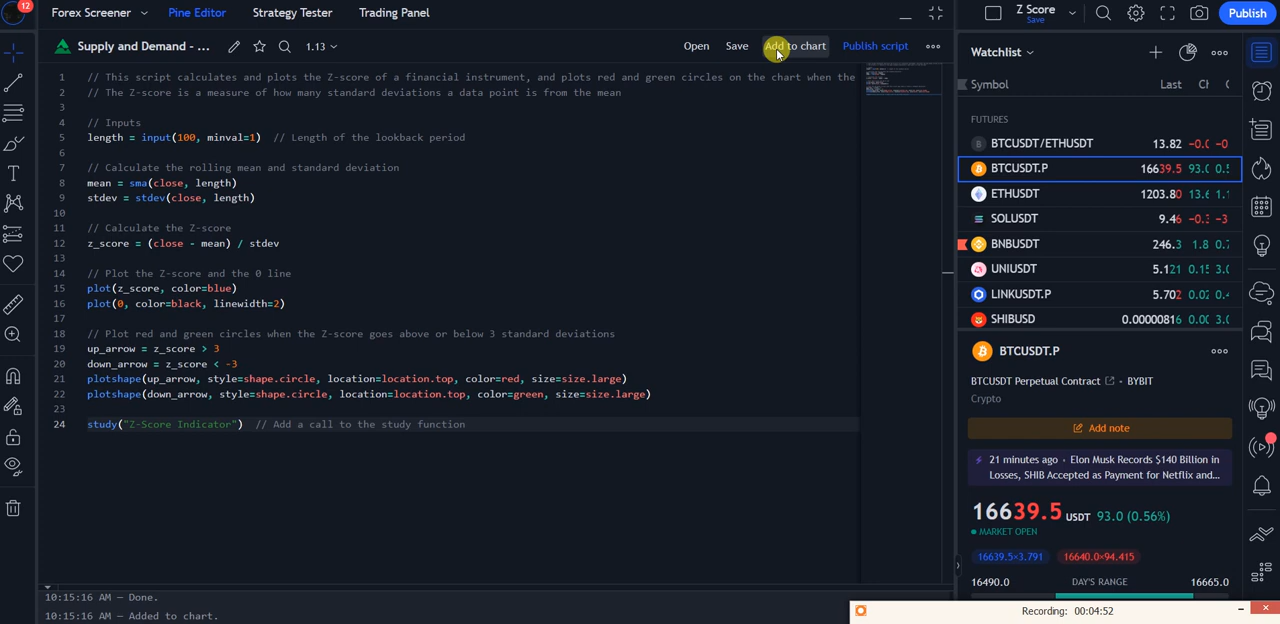 12
Forex Screener
Pine Editor
Strategy Tester
Trading Panel
Z Score
Save
Publish
Supply and Demand - ...
1.13
Open
Save
Add to chart
Publish script
1 // This script calculates and plots the Z-score of a financial instrument, and plots red and green circles on the chart when the
2 // The Z-score is a measure of how many standard deviations a data point is from the mean
3
4 // Inputs
5 length = input(100, minval=1) // Length of the lookback period
6
7 // Calculate the rolling mean and standard deviation
8 mean = sma(close, length)
9 stdev = stdev(close, length)
10
11 // Calculate the Z-score
12 z_score = (close - mean) / stdev
13
14 // Plot the Z-score and the 0 line
15 plot(z_score, color=blue)
16 plot(0, color=black, linewidth=2)
17
18 // Plot red and green circles when the Z-score goes above or below 3 standard deviations
19 up_arrow = z_score > 3
20 down_arrow = z_score < -3
21 plotshape(up_arrow, style=shape.circle, location=location.top, color=red, size=size.large)
22 plotshape(down_arrow, style=shape.circle, location=location.top, color=green, size=size.large)
23
24 study("Z-Score Indicator") // Add a call to the study function
10:15:16 AM — Done.
10:15:16 AM — Added to chart.
Watchlist
Symbol Last
FUTURES
BTCUSDT/ETHUSDT 13.82
BTCUSDT.P 16639.5
ETHUSDT 1203.80
SOLUSDT 9.46
BNBUSDT 246.3 1.8
UNIUSDT 5.121
LINKUSDT.P 5.702
SHIBUSD 0.00000816
BTCUSDT.P
BTCUSDT Perpetual Contract • BYBIT
Crypto
Add note
21 minutes ago · Elon Musk Records $140 Billion in
Losses, SHIB Accepted as Payment for Netflix and...
16639.5 USDT 93.0 (0.56%)
MARKET OPEN
16639.5×3.791 16640.0×94.415
16490.0 DAY'S RANGE 16665.0
Recording: 00:04:52